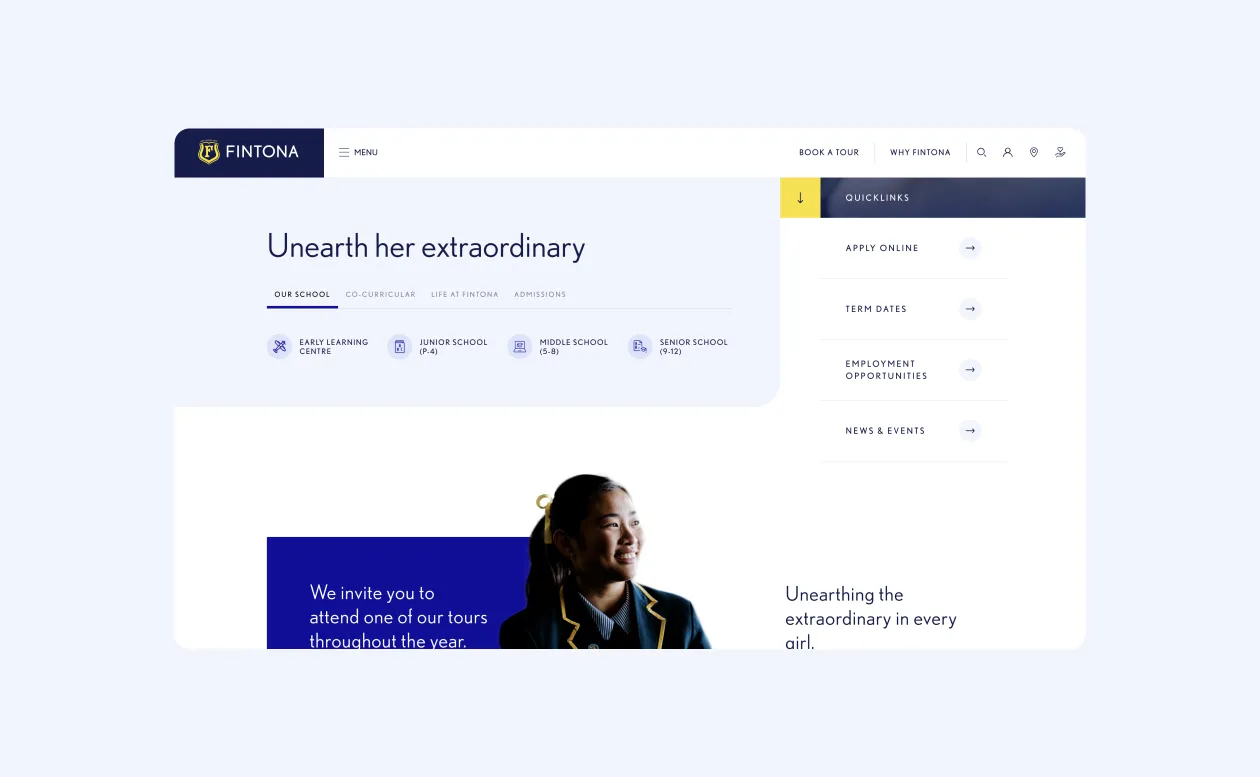 FINTONA
MENU
BOOK A TOUR
WHY FINTONA
QUICKLINKS
Unearth her extraordinary
OUR SCHOOL
CO-CURRICULAR
LIFE AT FINTONA
ADMISSIONS
EARLY LEARNING
CENTRE
JUNIOR SCHOOL
(P-4)
MIDDLE SCHOOL
(5-8)
SENIOR SCHOOL
(9-12)
APPLY ONLINE
TERM DATES
EMPLOYMENT
OPPORTUNITIES
NEWS & EVENTS
We invite you to
attend one of our tours
throughout the year.
Unearthing the
extraordinary in every
girl.